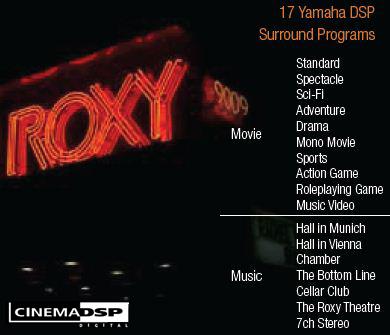 17 Yamaha DSP
Surround Programs
ROXY
9009
Movie
Standard
Spectacle
Sci-Fi
Adventure
Drama
Mono Movie
Sports
Action Game
Roleplaying Game
Music Video
Music
Hall in Munich
Hall in Vienna
Chamber
The Bottom Line
Cellar Club
The Roxy Theatre
7ch Stereo
CINEMA DSP
DIGITAL